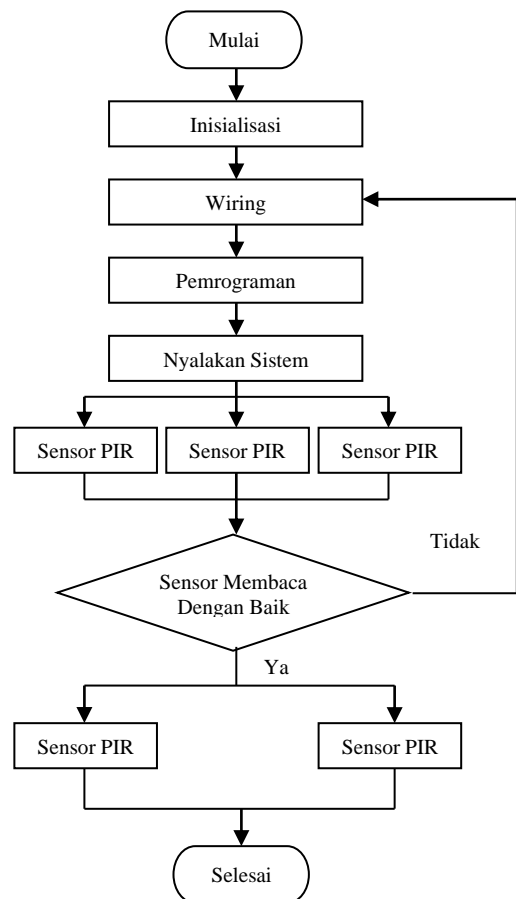 Mulai
Inisialisasi
Wiring
Pemrograman
Nyalakan Sistem
Sensor PIR
Sensor PIR
Sensor PIR
Tidak
Sensor Membaca
Dengan Baik
Ya
Sensor PIR
Sensor PIR
Selesai